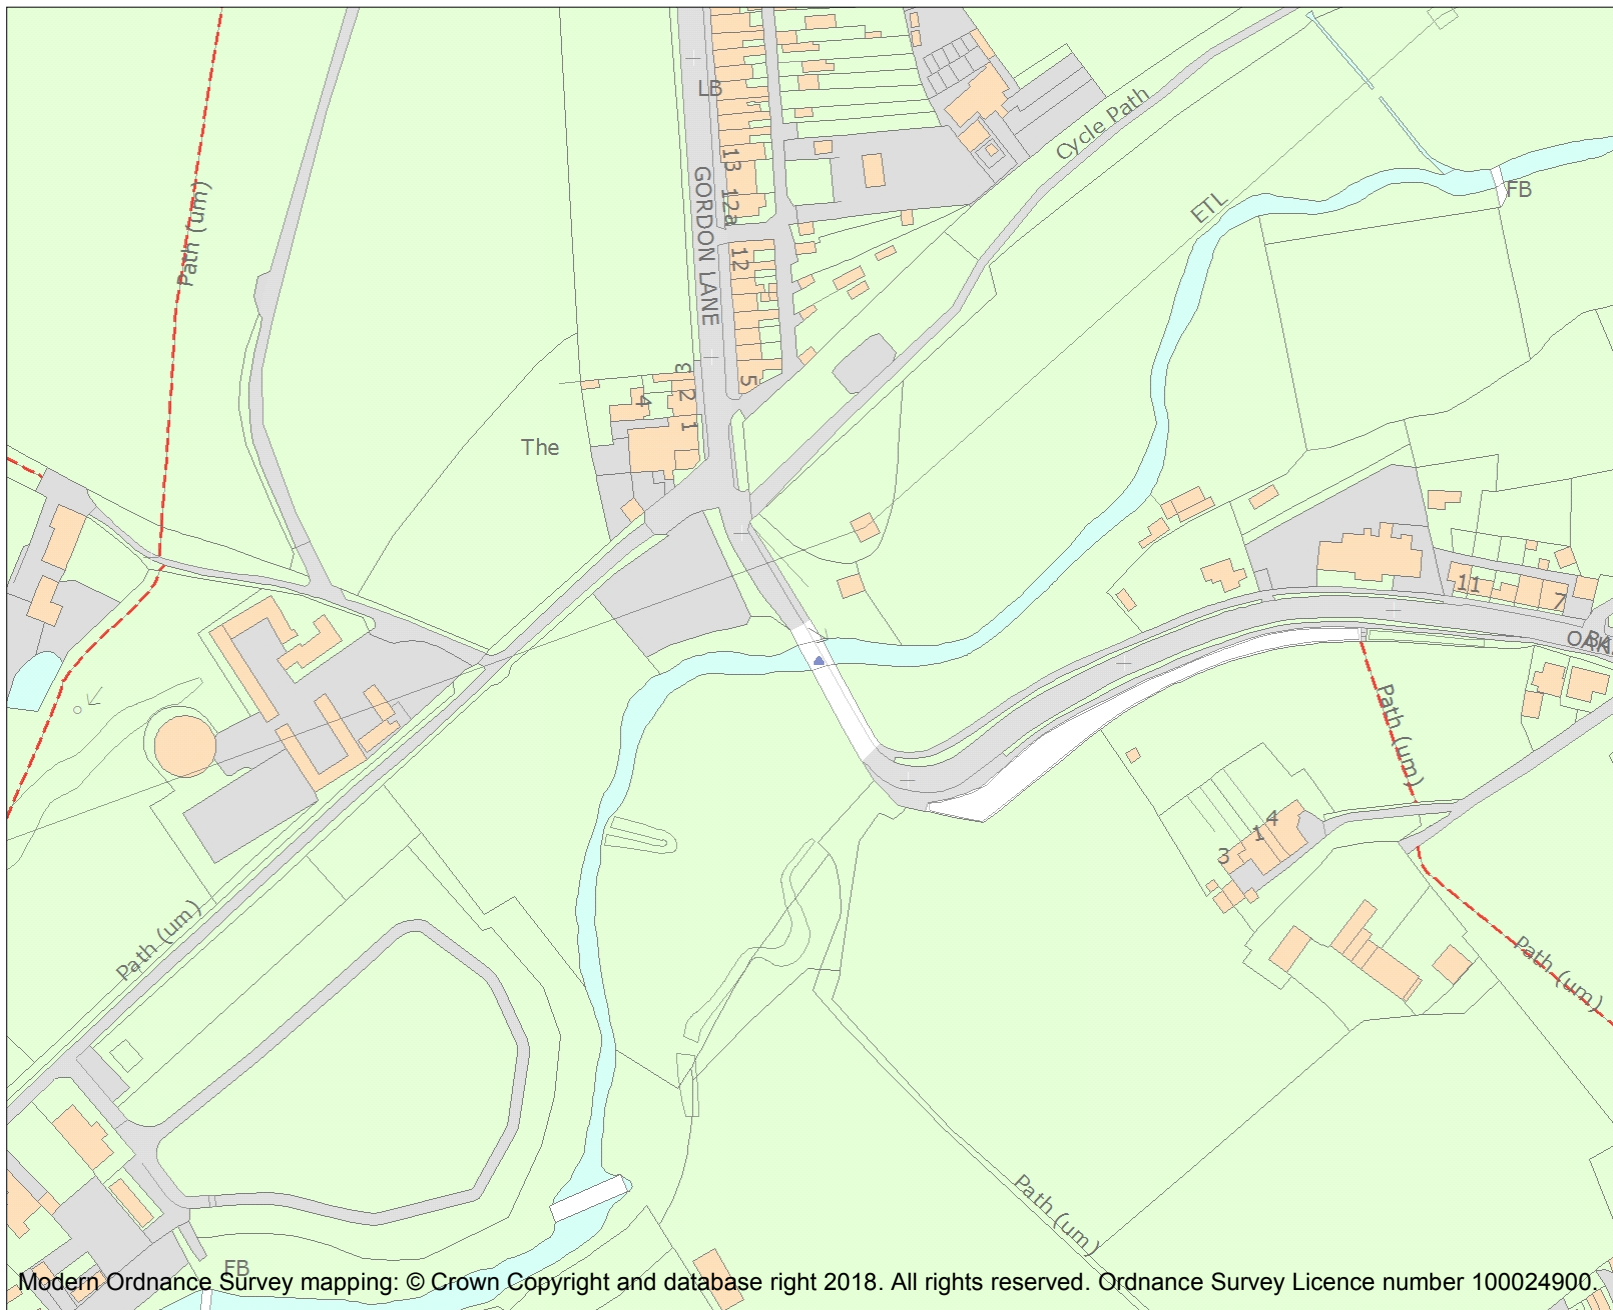 LB
Cycle Path
13
GORDON LANE
12a
Path (um)
FB
ETL
12
3
5
2
4
1
The
11
7
Path (um)
4
1
3
Path (um)
Path (um)
Path (um)
FB
Modern Ordnance Survey mapping: © Crown Copyright and database right 2018. All rights reserved. Ordnance Survey Licence number 100024900.